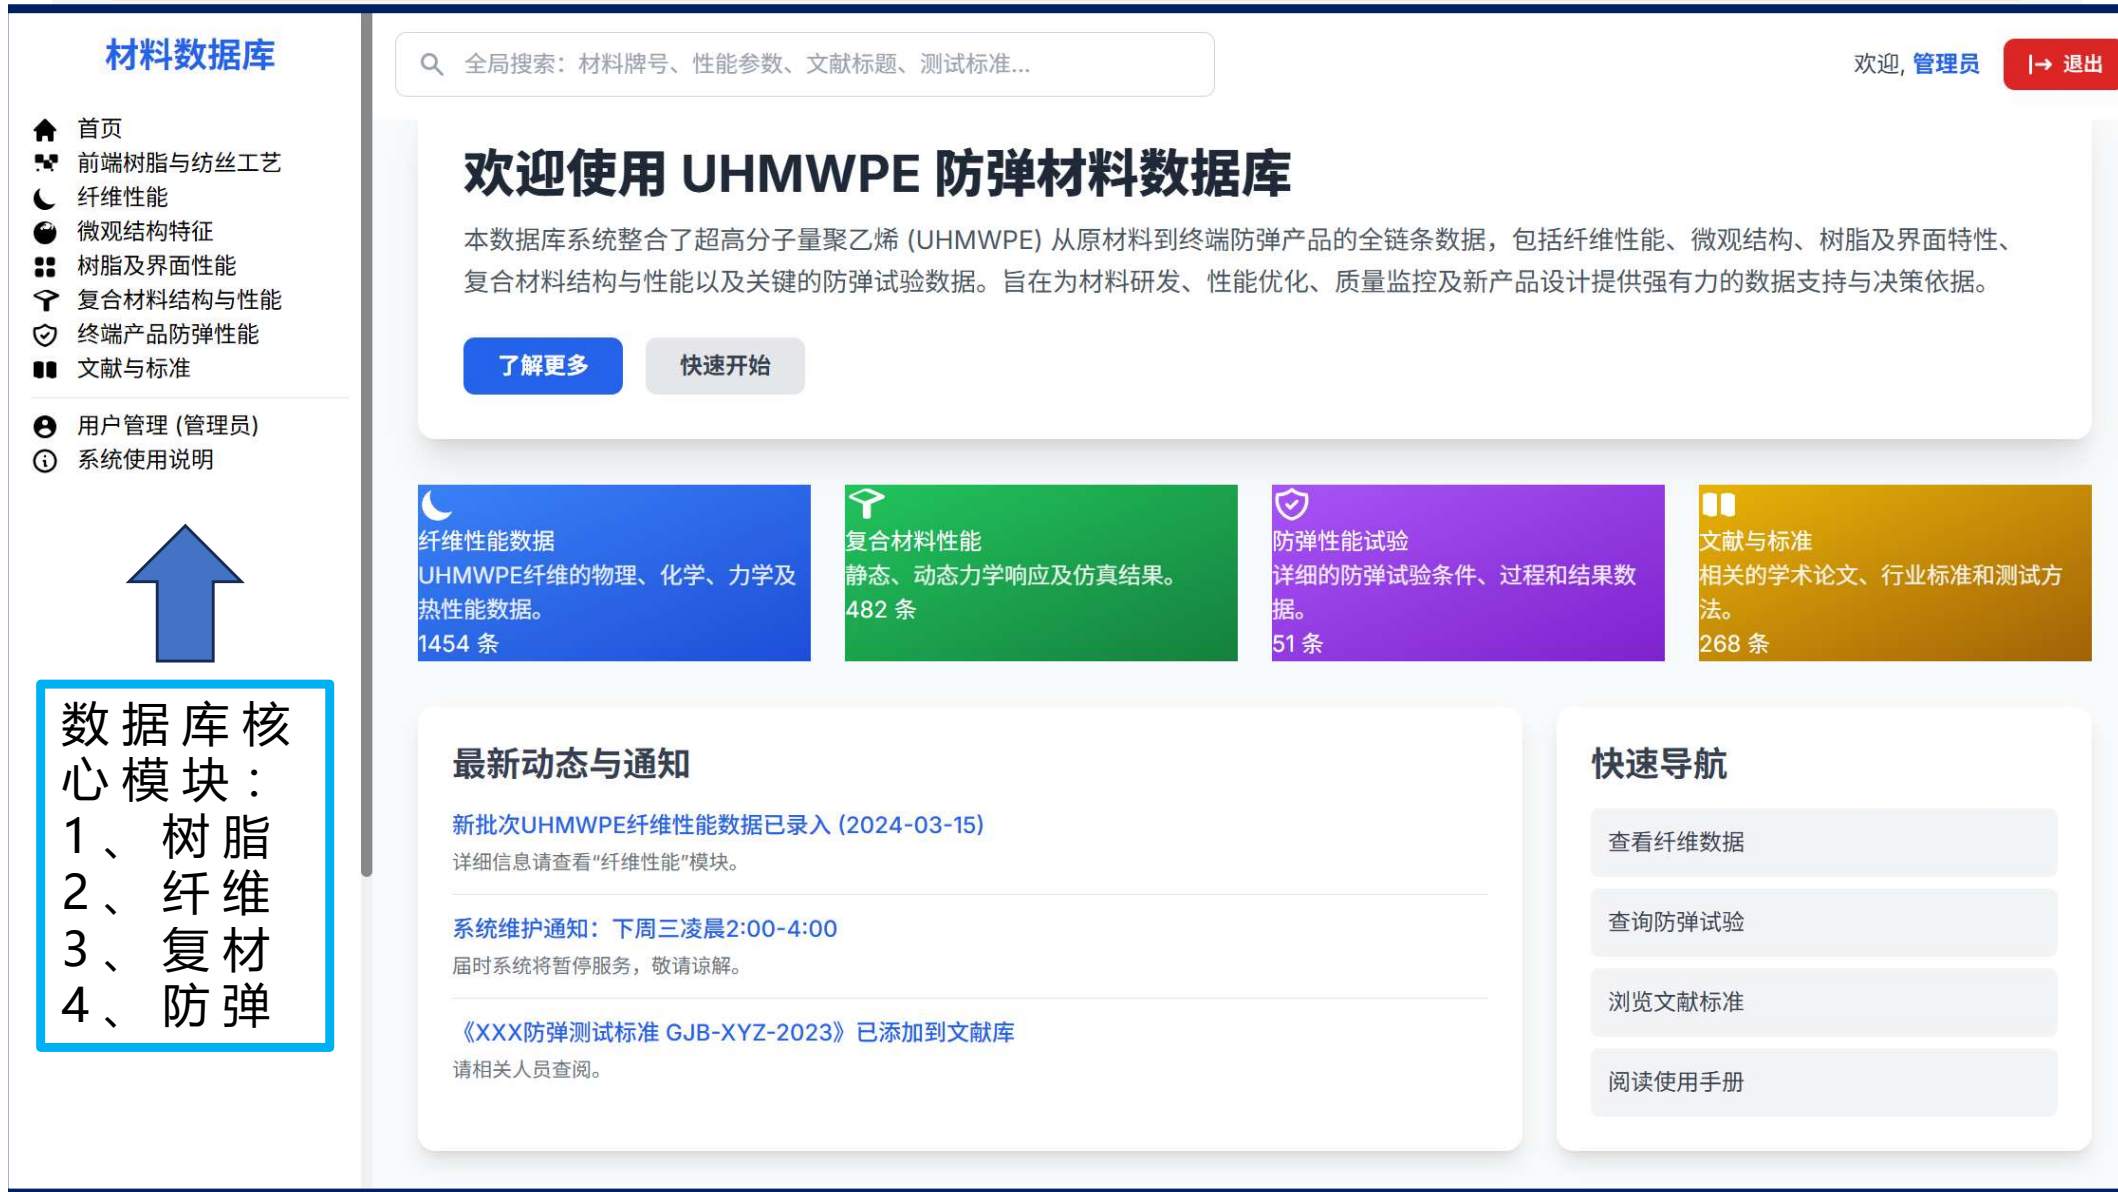 材料数据库
首页
前端树脂与纺丝工艺
纤维性能
微观结构特征
树脂及界面性能
复合材料结构与性能
终端产品防弹性能
文献与标准
用户管理 (管理员)
系统使用说明
数据库核
心模块：
1、树脂
2、纤维
3、复材
4、防弹
全局搜索：材料牌号、性能参数、文献标题、测试标准...
欢迎, 管理员
退出
欢迎使用 UHMWPE 防弹材料数据库
本数据库系统整合了超高分子量聚乙烯 (UHMWPE) 从原材料到终端防弹产品的全链条数据，包括纤维性能、微观结构、树脂及界面特性、
复合材料结构与性能以及关键的防弹试验数据。旨在为材料研发、性能优化、质量监控及新产品设计提供强有力的数据支持与决策依据。
了解更多
快速开始
纤维性能数据
UHMWPE纤维的物理、化学、力学及
热性能数据。
1454 条
复合材料性能
静态、动态力学响应及仿真结果。
482 条
防弹性能试验
详细的防弹试验条件、过程和结果数
据。
51 条
文献与标准
相关的学术论文、行业标准和测试方
法。
268 条
最新动态与通知
新批次UHMWPE纤维性能数据已录入 (2024-03-15)
详细信息请查看“纤维性能”模块。
系统维护通知：下周三凌晨2:00-4:00
届时系统将暂停服务，敬请谅解。
《XXX防弹测试标准 GJB-XYZ-2023》已添加到文献库
请相关人员查阅。
快速导航
查看纤维数据
查询防弹试验
浏览文献标准
阅读使用手册